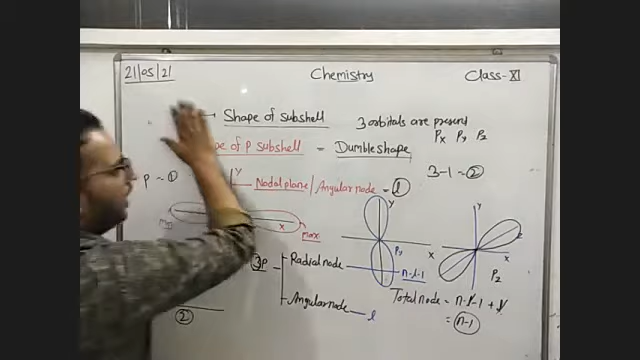 21/05/21 Chemistry Class-XI
Shape of subshell 3 orbitals are present
Px Py Pz
of P subshell = Dumbleshape
3-1 = 2
P ~ 1
Y Nodal plane / Angular node = l
Y Y
x max
Py x x
Pz
3P Radial node n-l-1
Angular node l
Total node = n-l-1 + l
= n-1
2